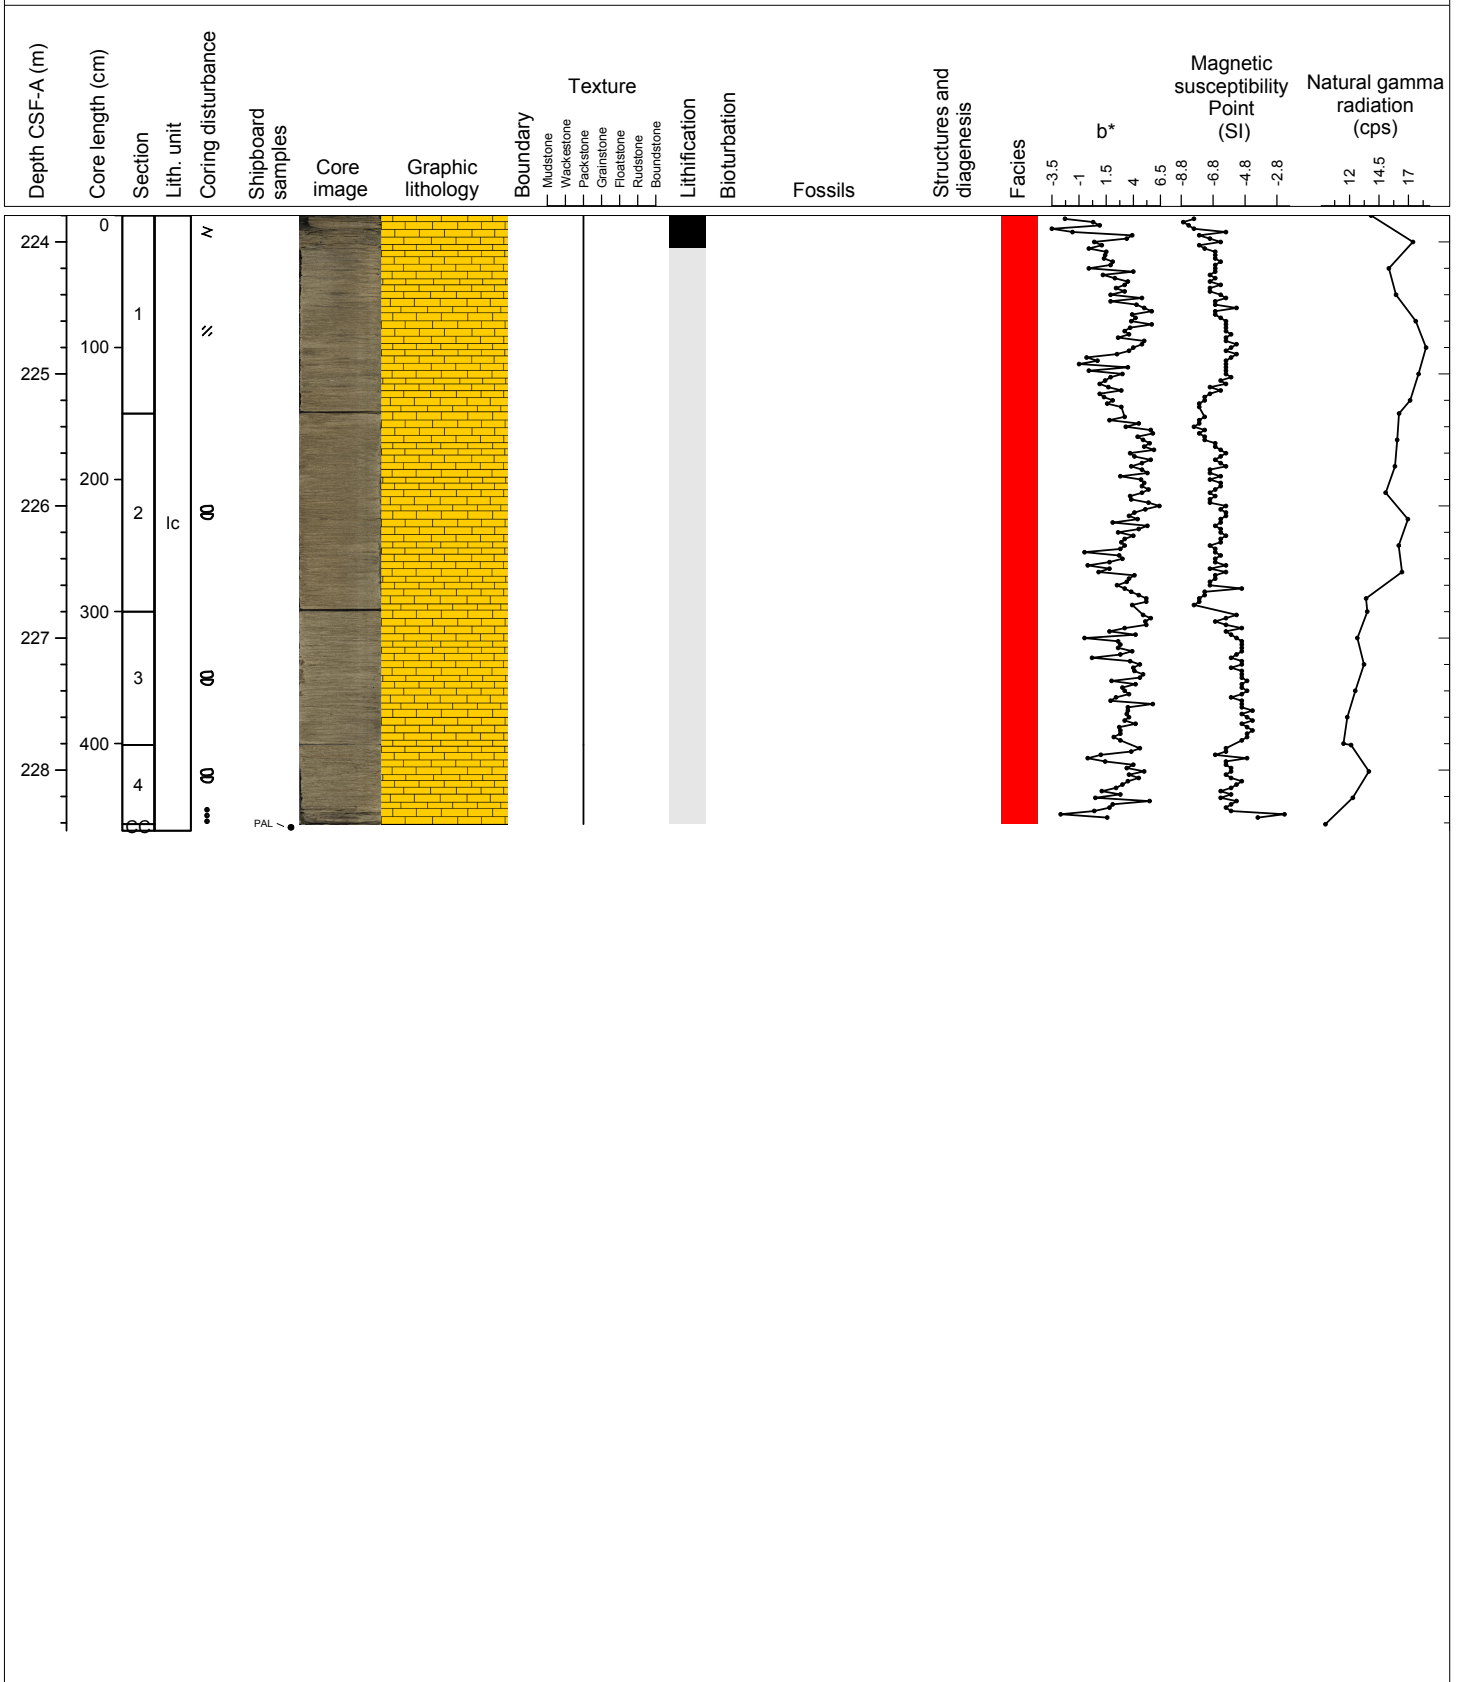 Depth CSF-A (m)
Core length (cm)
Section
Lith. unit
Coring disturbance
Shipboard
samples
Core
image
Graphic
lithology
Boundary
Texture
Mudstone
Wackestone
Packstone
Grainstone
Floatstone
Rudstone
Boundstone
Lithification
Bioturbation
Fossils
Structures and
diagenesis
Facies
b*
-3.5 -1 1.5 4 6.5
Magnetic
susceptibility
Point
(SI)
-8.8 -6.8 -4.8 -2.8
Natural gamma
radiation
(cps)
12 14.5 17
0
224
1
100
225
200
226
2
Ic
300
227
3
400
228
4
CC
PAL